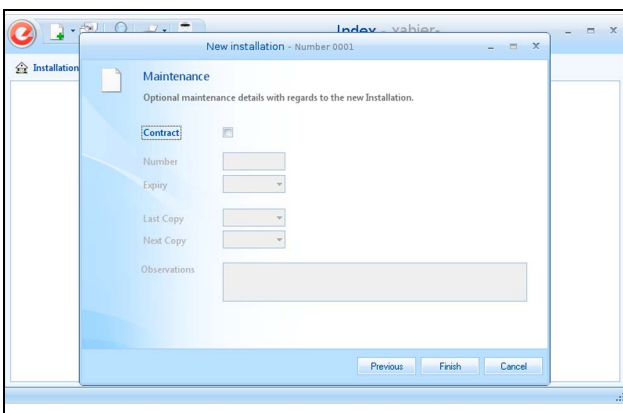 Index - xabier-
New installation - Number 0001
Installation
Maintenance
Optional maintenance details with regards to the new Installation.
Contract
Number
Expiry
Last Copy
Next Copy
Observations
Previous Finish Cancel